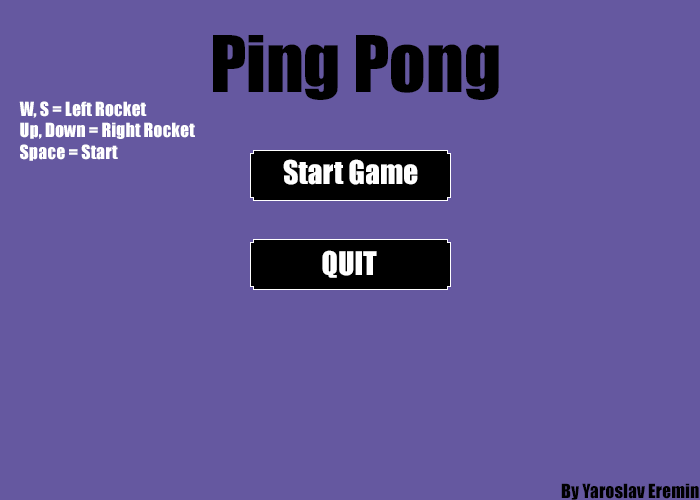 Ping Pong
W, S = Left Rocket
Up, Down = Right Rocket
Space = Start
Start Game
QUIT
By Yaroslav Eremin